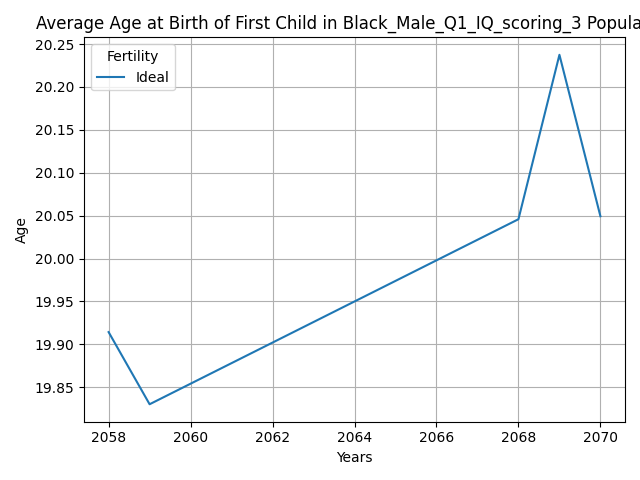 Average Age at Birth of First Child in Black_Male_Q1_IQ_scoring_3 Popula
Fertility
Ideal
20.25
20.20
20.15
20.10
20.05
20.00
19.95
19.90
19.85
Age
2058 2060 2062 2064 2066 2068 2070
Years